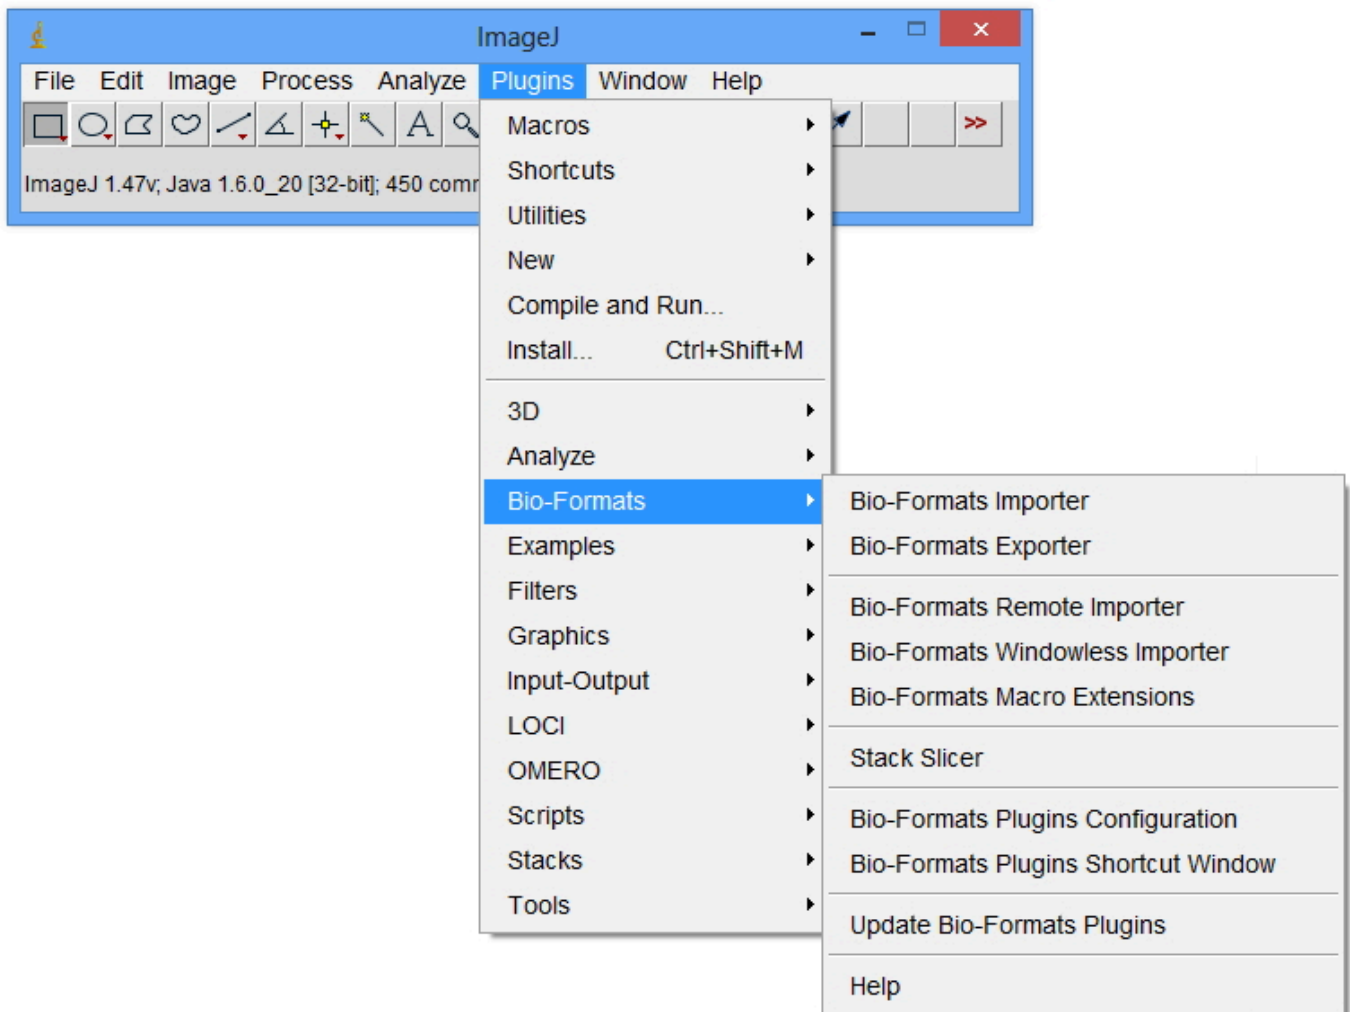 ImageJ
File Edit Image Process Analyze Plugins Window Help
A >>
ImageJ 1.47v; Java 1.6.0_20 [32-bit]; 450
Macros
Shortcuts
Utilities
New
Compile and Run...
Install... Ctrl+Shift+M
3D
Analyze
Bio-Formats
Examples
Filters
Graphics
Input-Output
LOCI
OMERO
Scripts
Stacks
Tools
Bio-Formats Importer
Bio-Formats Exporter
Bio-Formats Remote Importer
Bio-Formats Windowless Importer
Bio-Formats Macro Extensions
Stack Slicer
Bio-Formats Plugins Configuration
Bio-Formats Plugins Shortcut Window
Update Bio-Formats Plugins
Help